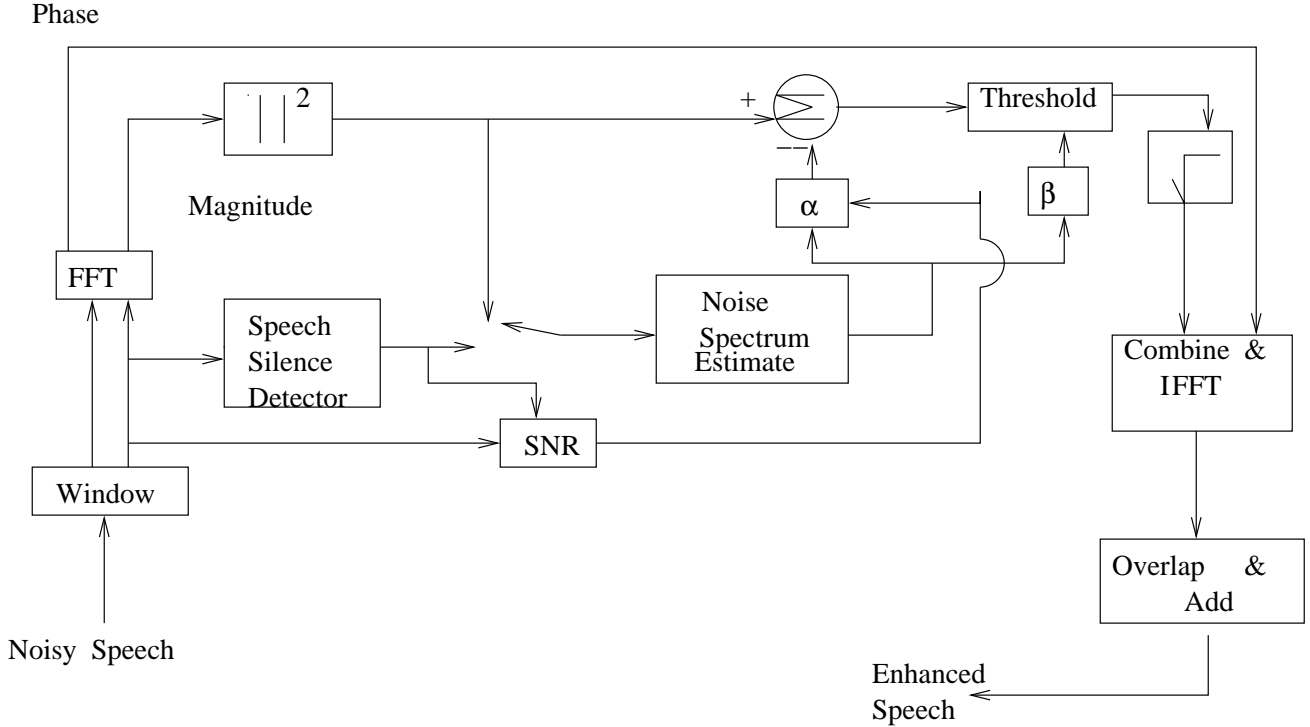 Phase
| | 2
+
Threshold
--
α
β
Magnitude
FFT
Speech
Silence
Detector
Noise
Spectrum
Estimate
Combine &
IFFT
SNR
Window
Overlap &
Add
Noisy Speech
Enhanced
Speech